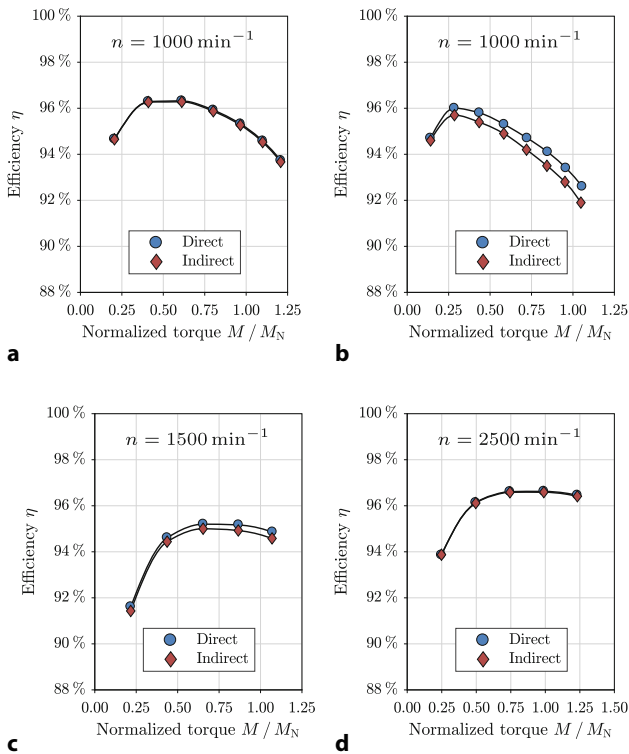 100 %
98 %
96 %
94 %
92 %
90 %
88 %
Efficiency η
n = 1000 min⁻¹
Direct
Indirect
0.00 0.25 0.50 0.75 1.00 1.25
Normalized torque M / M_N
a
100 %
98 %
96 %
94 %
92 %
90 %
88 %
Efficiency η
n = 1000 min⁻¹
Direct
Indirect
0.00 0.25 0.50 0.75 1.00 1.25
Normalized torque M / M_N
b
100 %
98 %
96 %
94 %
92 %
90 %
88 %
Efficiency η
n = 1500 min⁻¹
Direct
Indirect
0.00 0.25 0.50 0.75 1.00 1.25
Normalized torque M / M_N
c
100 %
98 %
96 %
94 %
92 %
90 %
88 %
Efficiency η
n = 2500 min⁻¹
Direct
Indirect
0.00 0.25 0.50 0.75 1.00 1.25 1.50
Normalized torque M / M_N
d